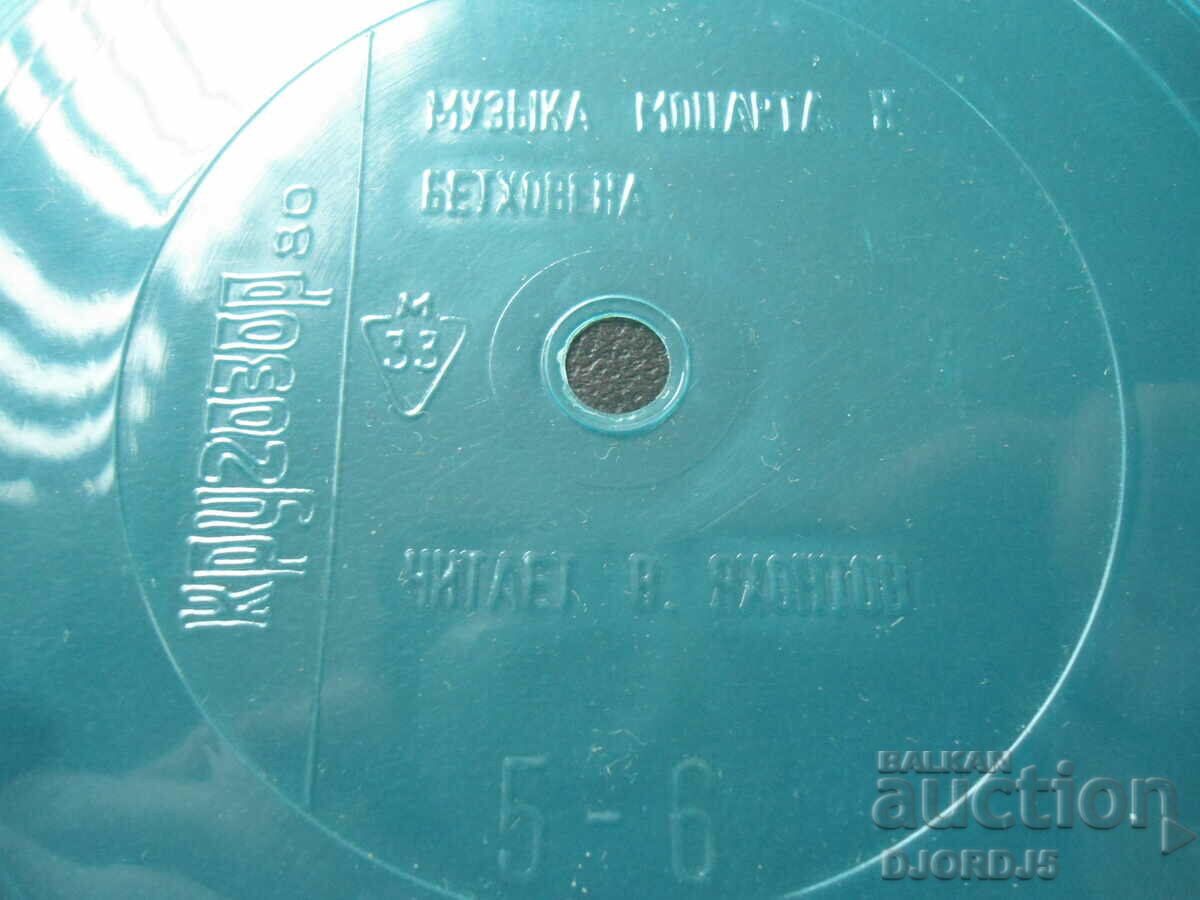 МУЗЫКА МОЦАРТА И
БЕТХОВЕНА
Кругозор 80
М
33
ЧИТАЕТ В. ЯХОНТОВ
5-6
BALKAN
auction
DJORDJ5